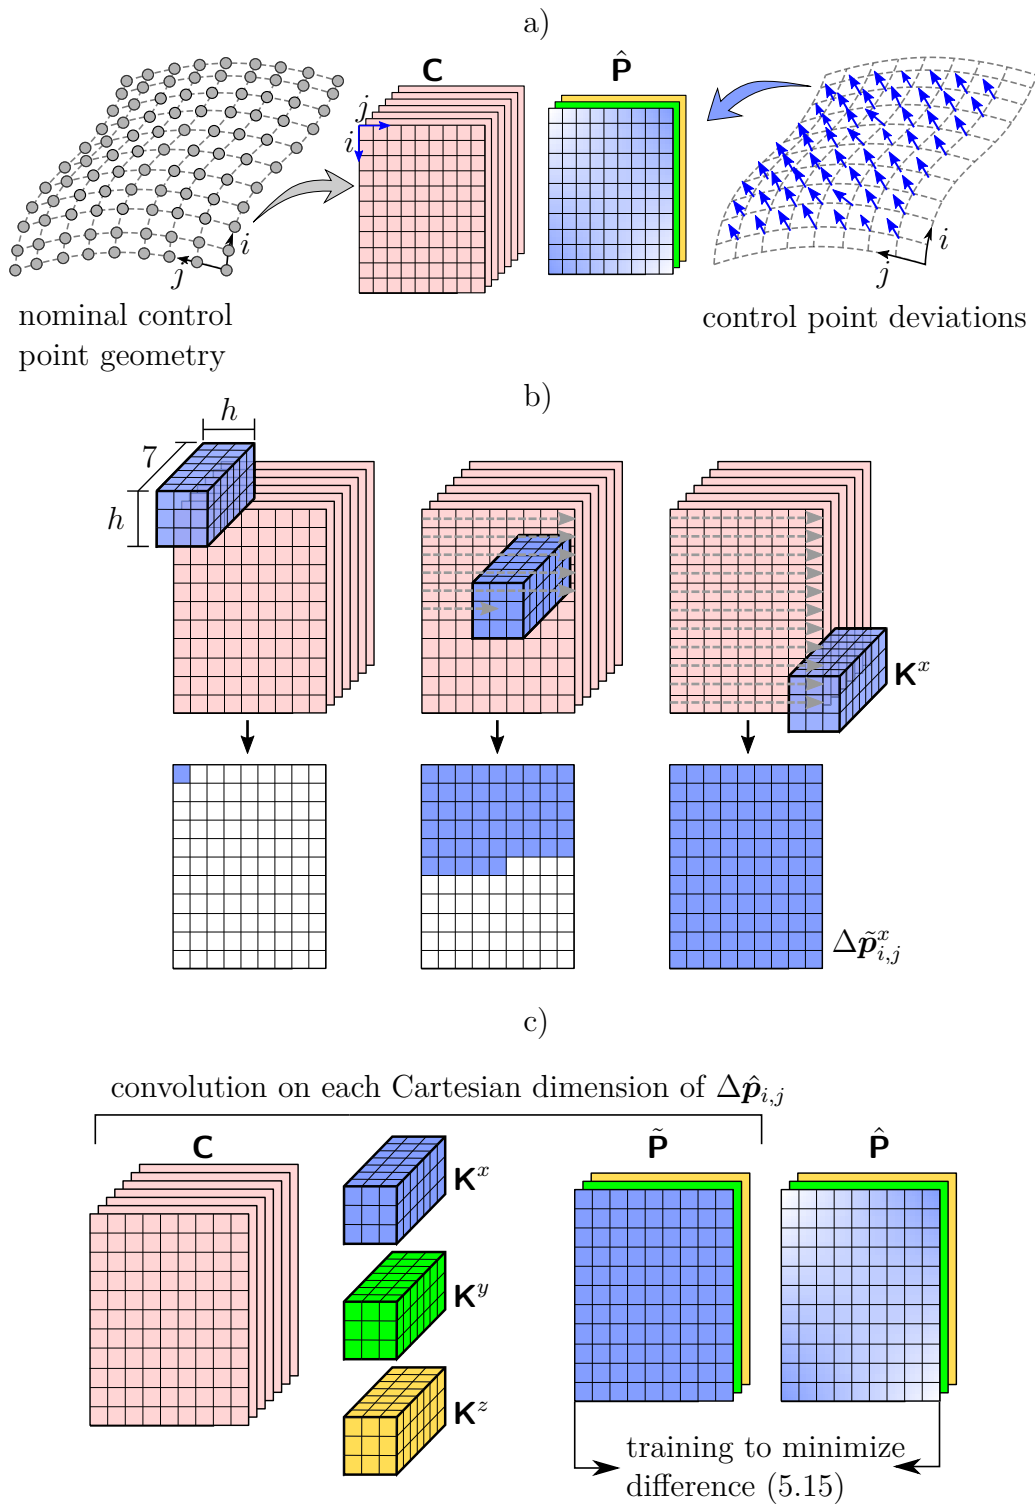 a)
C
P̂
j
i
i
j
i
j
nominal control
point geometry
control point deviations
b)
h
7
h
K^x
Δp̃^x_{i,j}
c)
convolution on each Cartesian dimension of Δp̂_{i,j}
C
K^x
K^y
K^z
P̃
P̂
training to minimize
difference (5.15)